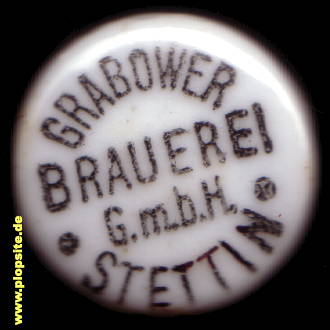 GRABOWER
BRAUEREI
G.m.b.H.
STETTIN
www.plopsite.de